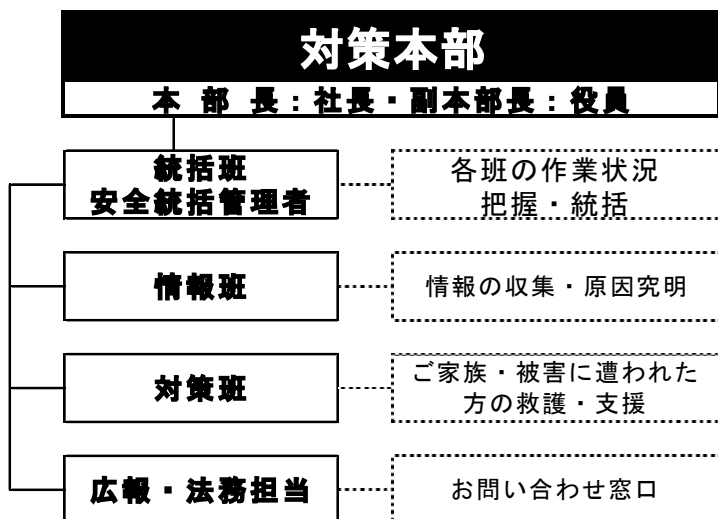 対策本部
本 部 長：社長・副本部長：役員
統括班
安全統括管理者
各班の作業状況
把握・統括
情報班
情報の収集・原因究明
対策班
ご家族・被害に遭われた
方の救護・支援
広報・法務担当
お問い合わせ窓口